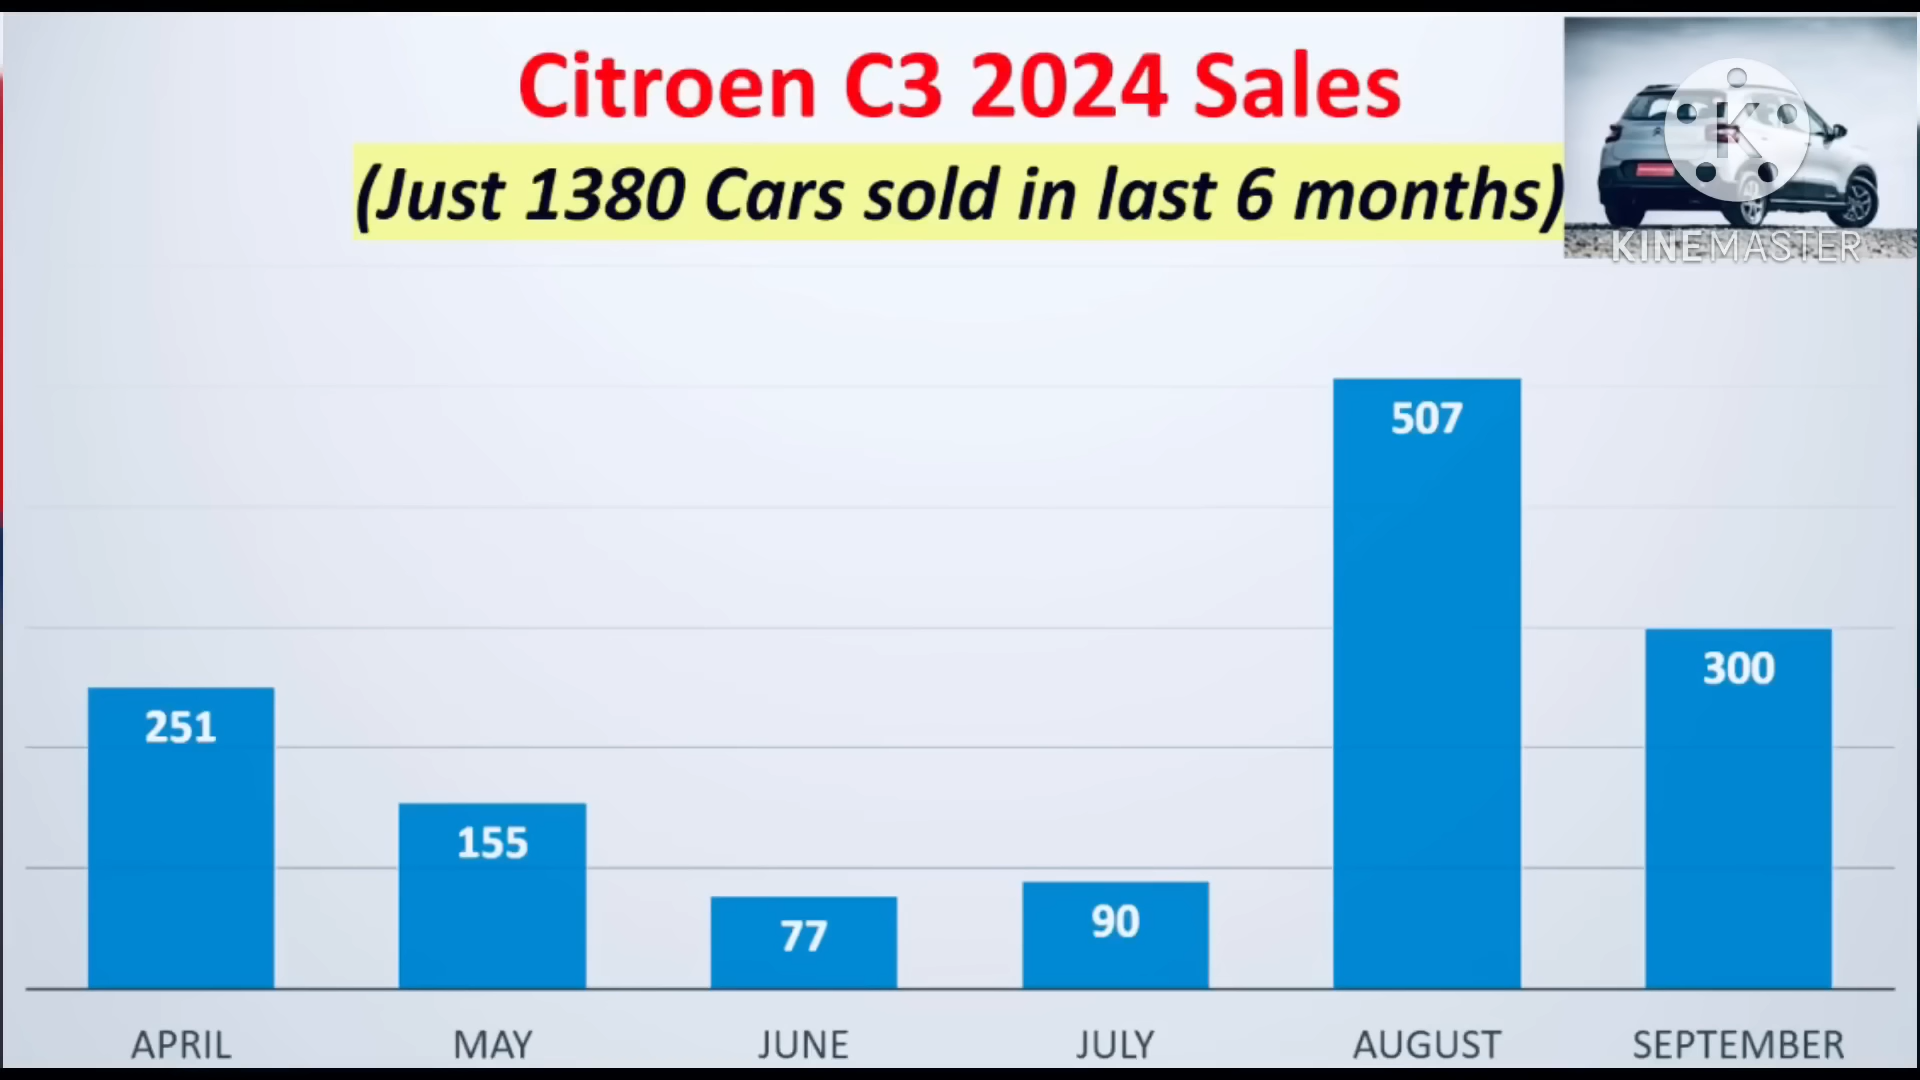 Citroen C3 2024 Sales
(Just 1380 Cars sold in last 6 months)
K
KINEMASTER
507
300
251
155
90
77
APRIL MAY JUNE JULY AUGUST SEPTEMBER